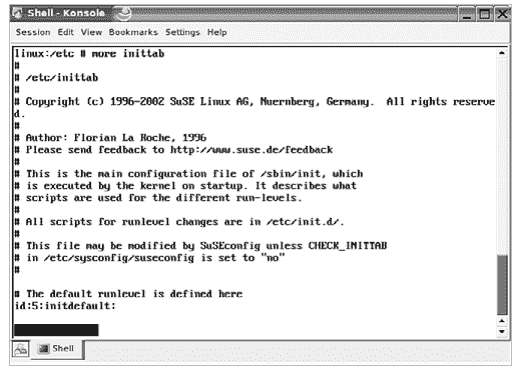 Shell - Konsole
Session Edit View Bookmarks Settings Help
linux:/etc # more inittab
#
# /etc/inittab
#
# Copyright (c) 1996-2002 SuSE Linux AG, Nuernberg, Germany.  All rights reserve
d.
#
# Author: Florian La Roche, 1996
# Please send feedback to http://www.suse.de/feedback
#
# This is the main configuration file of /sbin/init, which
# is executed by the kernel on startup. It describes what
# scripts are used for the different run-levels.
#
# All scripts for runlevel changes are in /etc/init.d/.
#
# This file may be modified by SuSEconfig unless CHECK_INITTAB
# in /etc/sysconfig/suseconfig is set to "no"
#
# The default runlevel is defined here
id:5:initdefault:
Shell